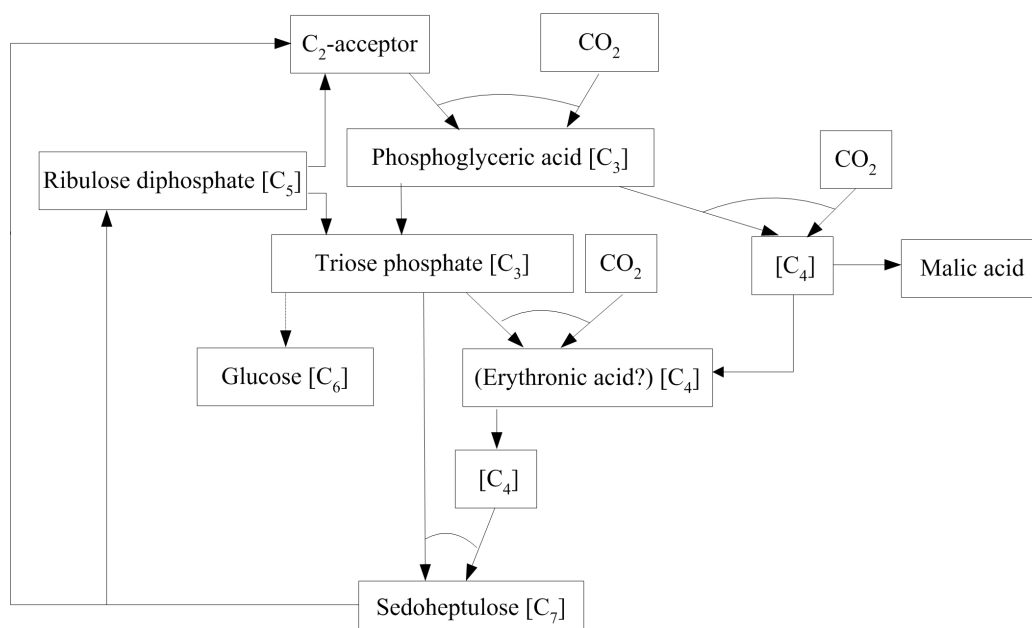 C₂-acceptor
CO₂
Phosphoglyceric acid [C₃]
CO₂
Ribulose diphosphate [C₅]
Triose phosphate [C₃]
CO₂
[C₄]
Malic acid
Glucose [C₆]
(Erythronic acid?) [C₄]
[C₄]
Sedoheptulose [C₇]